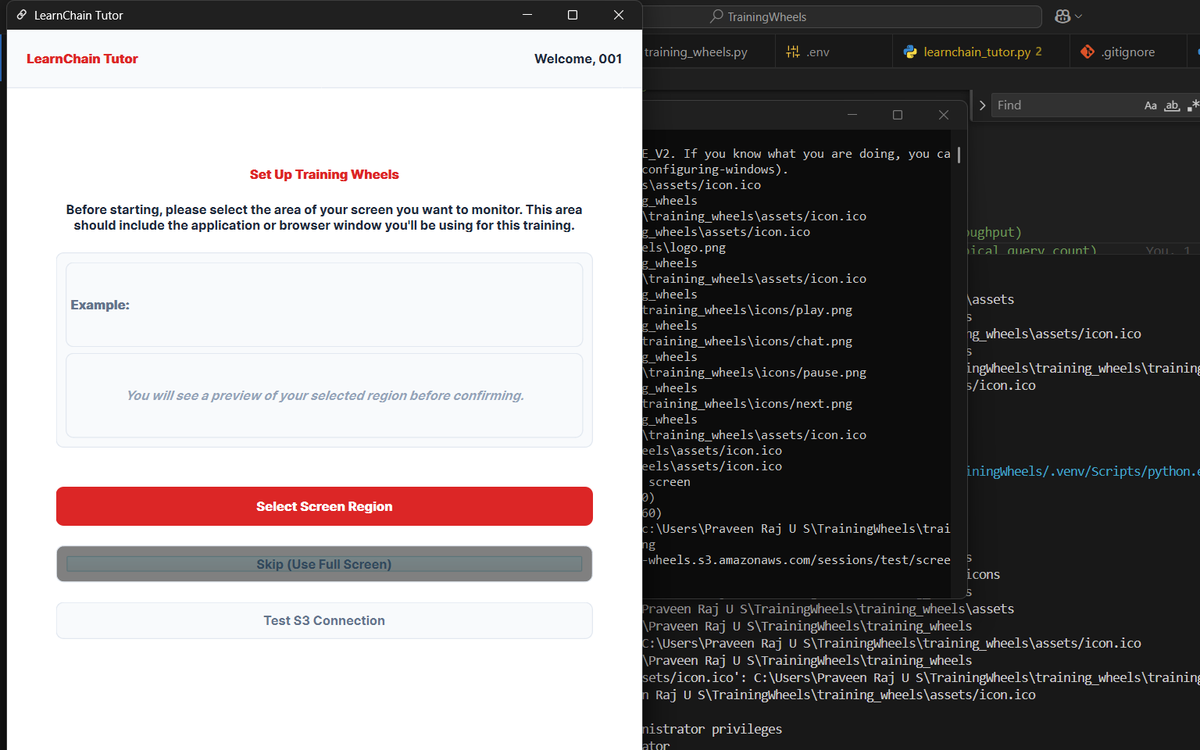 LearnChain Tutor
LearnChain Tutor
Welcome, 001
Set Up Training Wheels
Before starting, please select the area of your screen you want to monitor. This area
should include the application or browser window you'll be using for this training.
Example:
You will see a preview of your selected region before confirming.
Select Screen Region
Skip (Use Full Screen)
Test S3 Connection
TrainingWheels
training_wheels.py
.env
learnchain_tutor.py 2
.gitignore
Find
Aa ab .*
E_V2. If you know what you are doing, you ca
configuring-windows).
s\assets/icon.ico
g_wheels
\training_wheels\assets/icon.ico
g_wheels\assets/icon.ico
els\logo.png
g_wheels
\training_wheels\assets/icon.ico
g_wheels
training_wheels\icons/play.png
g_wheels
training_wheels\icons/chat.png
g_wheels
\training_wheels\icons/pause.png
g_wheels
training_wheels\icons/next.png
g_wheels
\training_wheels\assets/icon.ico
eels\assets/icon.ico
eels\assets/icon.ico
screen
0)
60)
c:\Users\Praveen Raj U S\TrainingWheels\trai
ng
-wheels.s3.amazonaws.com/sessions/test/scree
oughput)
ical query count)
You, 1
\assets
s
ng_wheels\assets/icon.ico
s
ingWheels\training_wheels\training
s/icon.ico
iningWheels/.venv/Scripts/python.e
s
icons
s
Praveen Raj U S\TrainingWheels\training_wheels\assets
\Praveen Raj U S\TrainingWheels\training_wheels
C:\Users\Praveen Raj U S\TrainingWheels\training_wheels\assets/icon.ico
\Praveen Raj U S\TrainingWheels\training_wheels
sets/icon.ico': C:\Users\Praveen Raj U S\TrainingWheels\training_wheels\training
n Raj U S\TrainingWheels\training_wheels\assets/icon.ico
nistrator privileges
ator